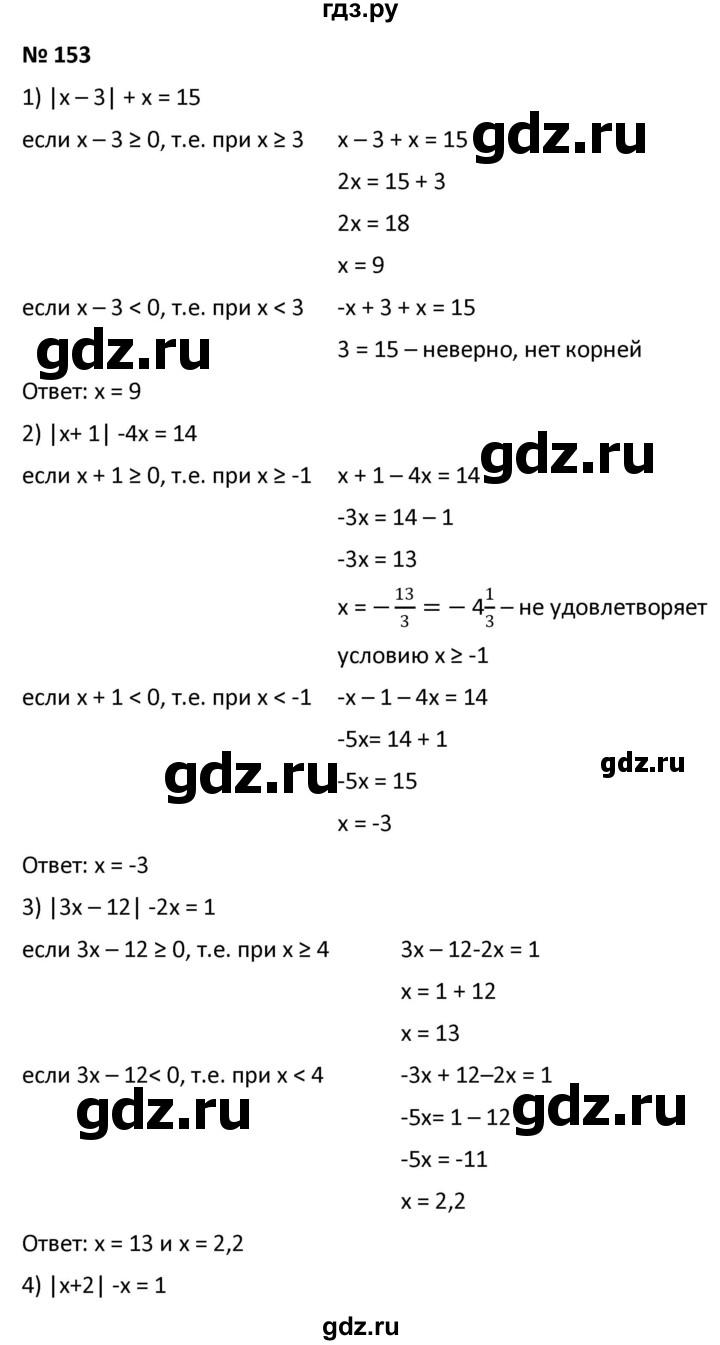 гдз.ру
№ 153
1) |x – 3| + x = 15
если x – 3 ≥ 0, т.е. при x ≥ 3 x – 3 + x = 15 gdz.ru
2x = 15 + 3
2x = 18
x = 9
если x – 3 < 0, т.е. при x < 3 -x + 3 + x = 15
gdz.ru 3 = 15 – неверно, нет корней
Ответ: x = 9
2) |x+ 1| -4x = 14
если x + 1 ≥ 0, т.е. при x ≥ -1 x + 1 – 4x = 14 gdz.ru
-3x = 14 – 1
-3x = 13
x = − 13/3 = − 4 1/3 – не удовлетворяет
условию x ≥ -1
если x + 1 < 0, т.е. при x < -1 -x – 1 – 4x = 14
-5x= 14 + 1
gdz.ru -5x = 15 gdz.ru
x = -3
Ответ: x = -3
3) |3x – 12| -2x = 1
если 3x – 12 ≥ 0, т.е. при x ≥ 4 3x – 12-2x = 1
x = 1 + 12
x = 13
если 3x – 12< 0, т.е. при x < 4 -3x + 12–2x = 1
gdz.ru -5x= 1 – 12 gdz.ru
-5x = -11
x = 2,2
Ответ: x = 13 и x = 2,2
4) |x+2| -x = 1
gdz.ru